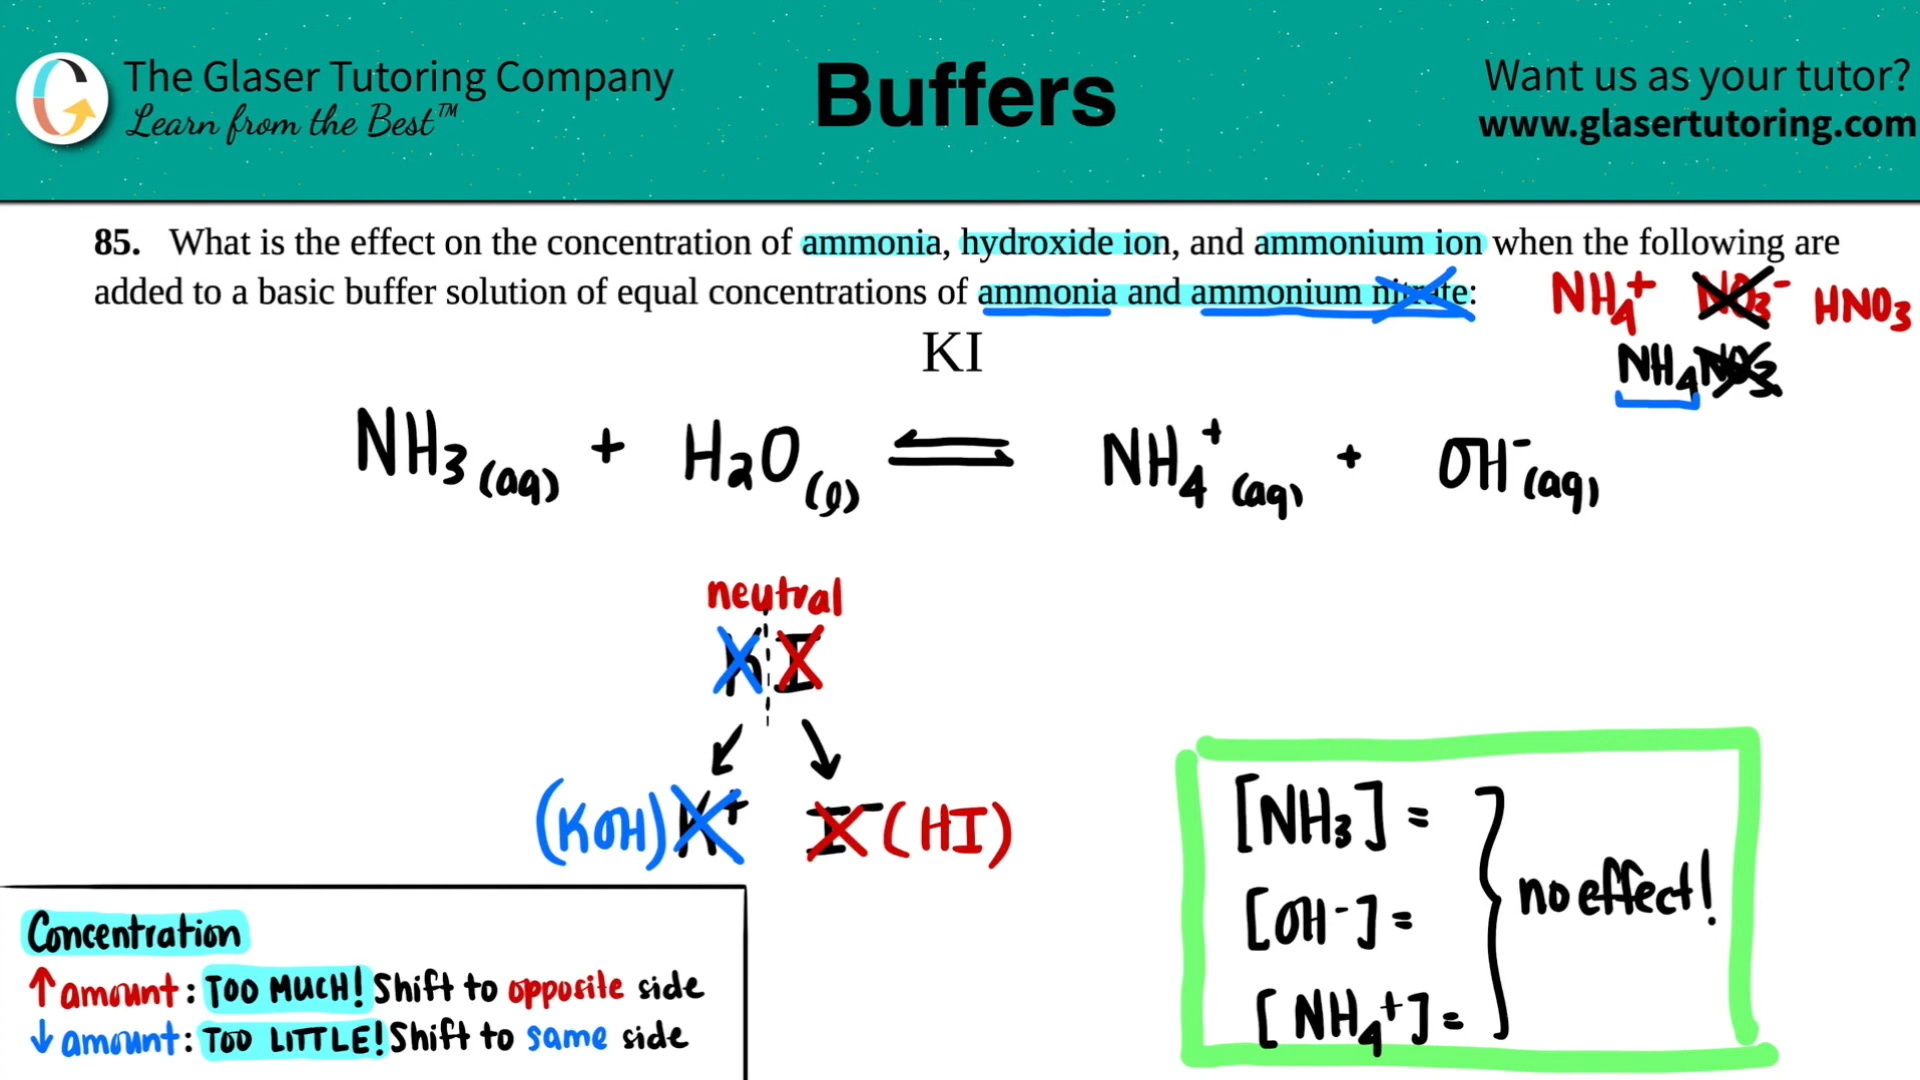 The Glaser Tutoring Company
Learn from the Best™
Buffers
Want us as your tutor?
www.glasertutoring.com
85. What is the effect on the concentration of ammonia, hydroxide ion, and ammonium ion when the following are
added to a basic buffer solution of equal concentrations of ammonia and ammonium nitrate:
NH4+ NO3- HNO3
NH4NO3
KI
NH3(aq) + H2O(l) ⇌ NH4+(aq) + OH-(aq)
neutral
KI
(KOH) K+ I- (HI)
[NH3] =
[OH-] =
[NH4+] =
no effect!
Concentration
↑ amount: TOO MUCH! Shift to opposite side
↓ amount: TOO LITTLE! Shift to same side